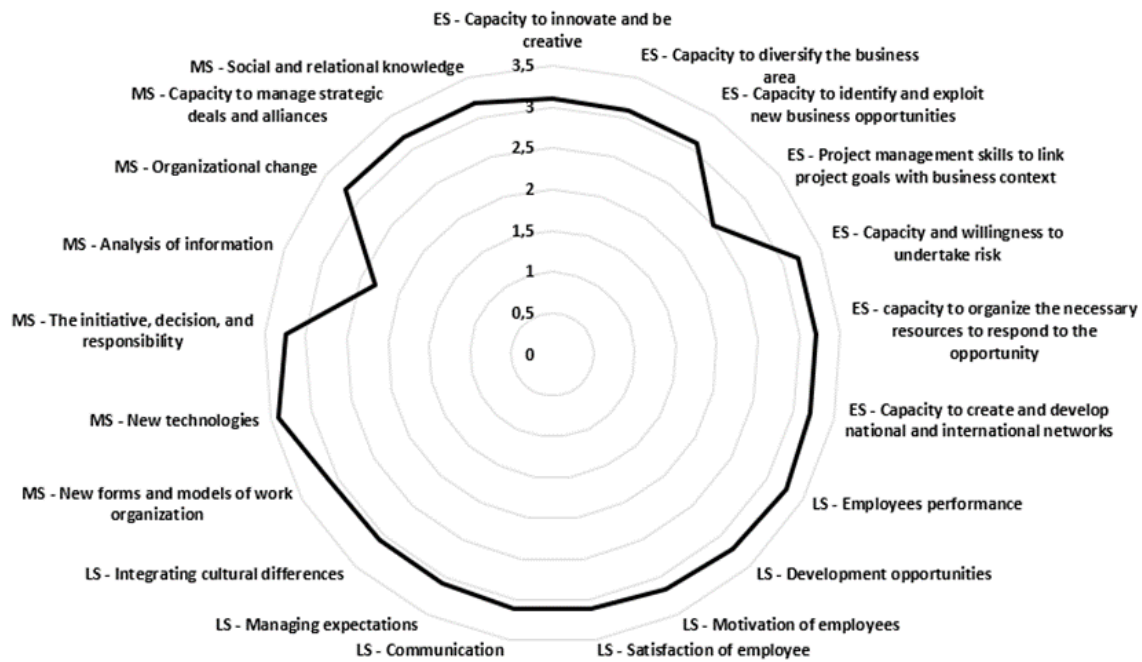 ES - Capacity to innovate and be
creative
ES - Capacity to diversify the business
area
ES - Capacity to identify and exploit
new business opportunities
ES - Project management skills to link
project goals with business context
ES - Capacity and willingness to
undertake risk
ES - capacity to organize the necessary
resources to respond to the
opportunity
ES - Capacity to create and develop
national and international networks
LS - Employees performance
LS - Development opportunities
LS - Motivation of employees
LS - Satisfaction of employee
LS - Communication
LS - Managing expectations
LS - Integrating cultural differences
MS - New forms and models of work
organization
MS - New technologies
MS - The initiative, decision, and
responsibility
MS - Analysis of information
MS - Organizational change
MS - Capacity to manage strategic
deals and alliances
MS - Social and relational knowledge
3,5
3
2,5
2
1,5
1
0,5
0